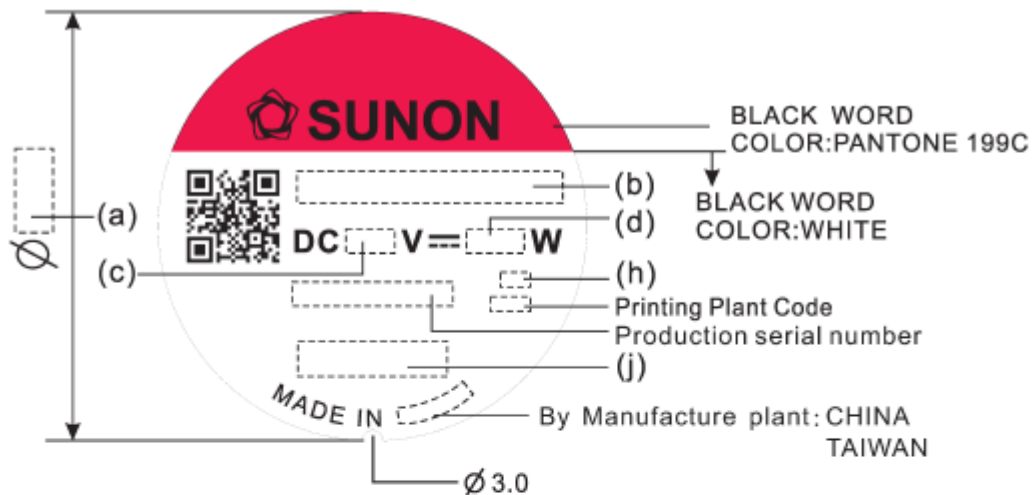 SUNON
BLACK WORD
COLOR:PANTONE 199C
(b)
BLACK WORD
COLOR:WHITE
(a)
Ø
(d)
DC V⎓ W
(c)
(h)
Printing Plant Code
Production serial number
(j)
MADE IN
By Manufacture plant: CHINA
TAIWAN
Ø 3.0